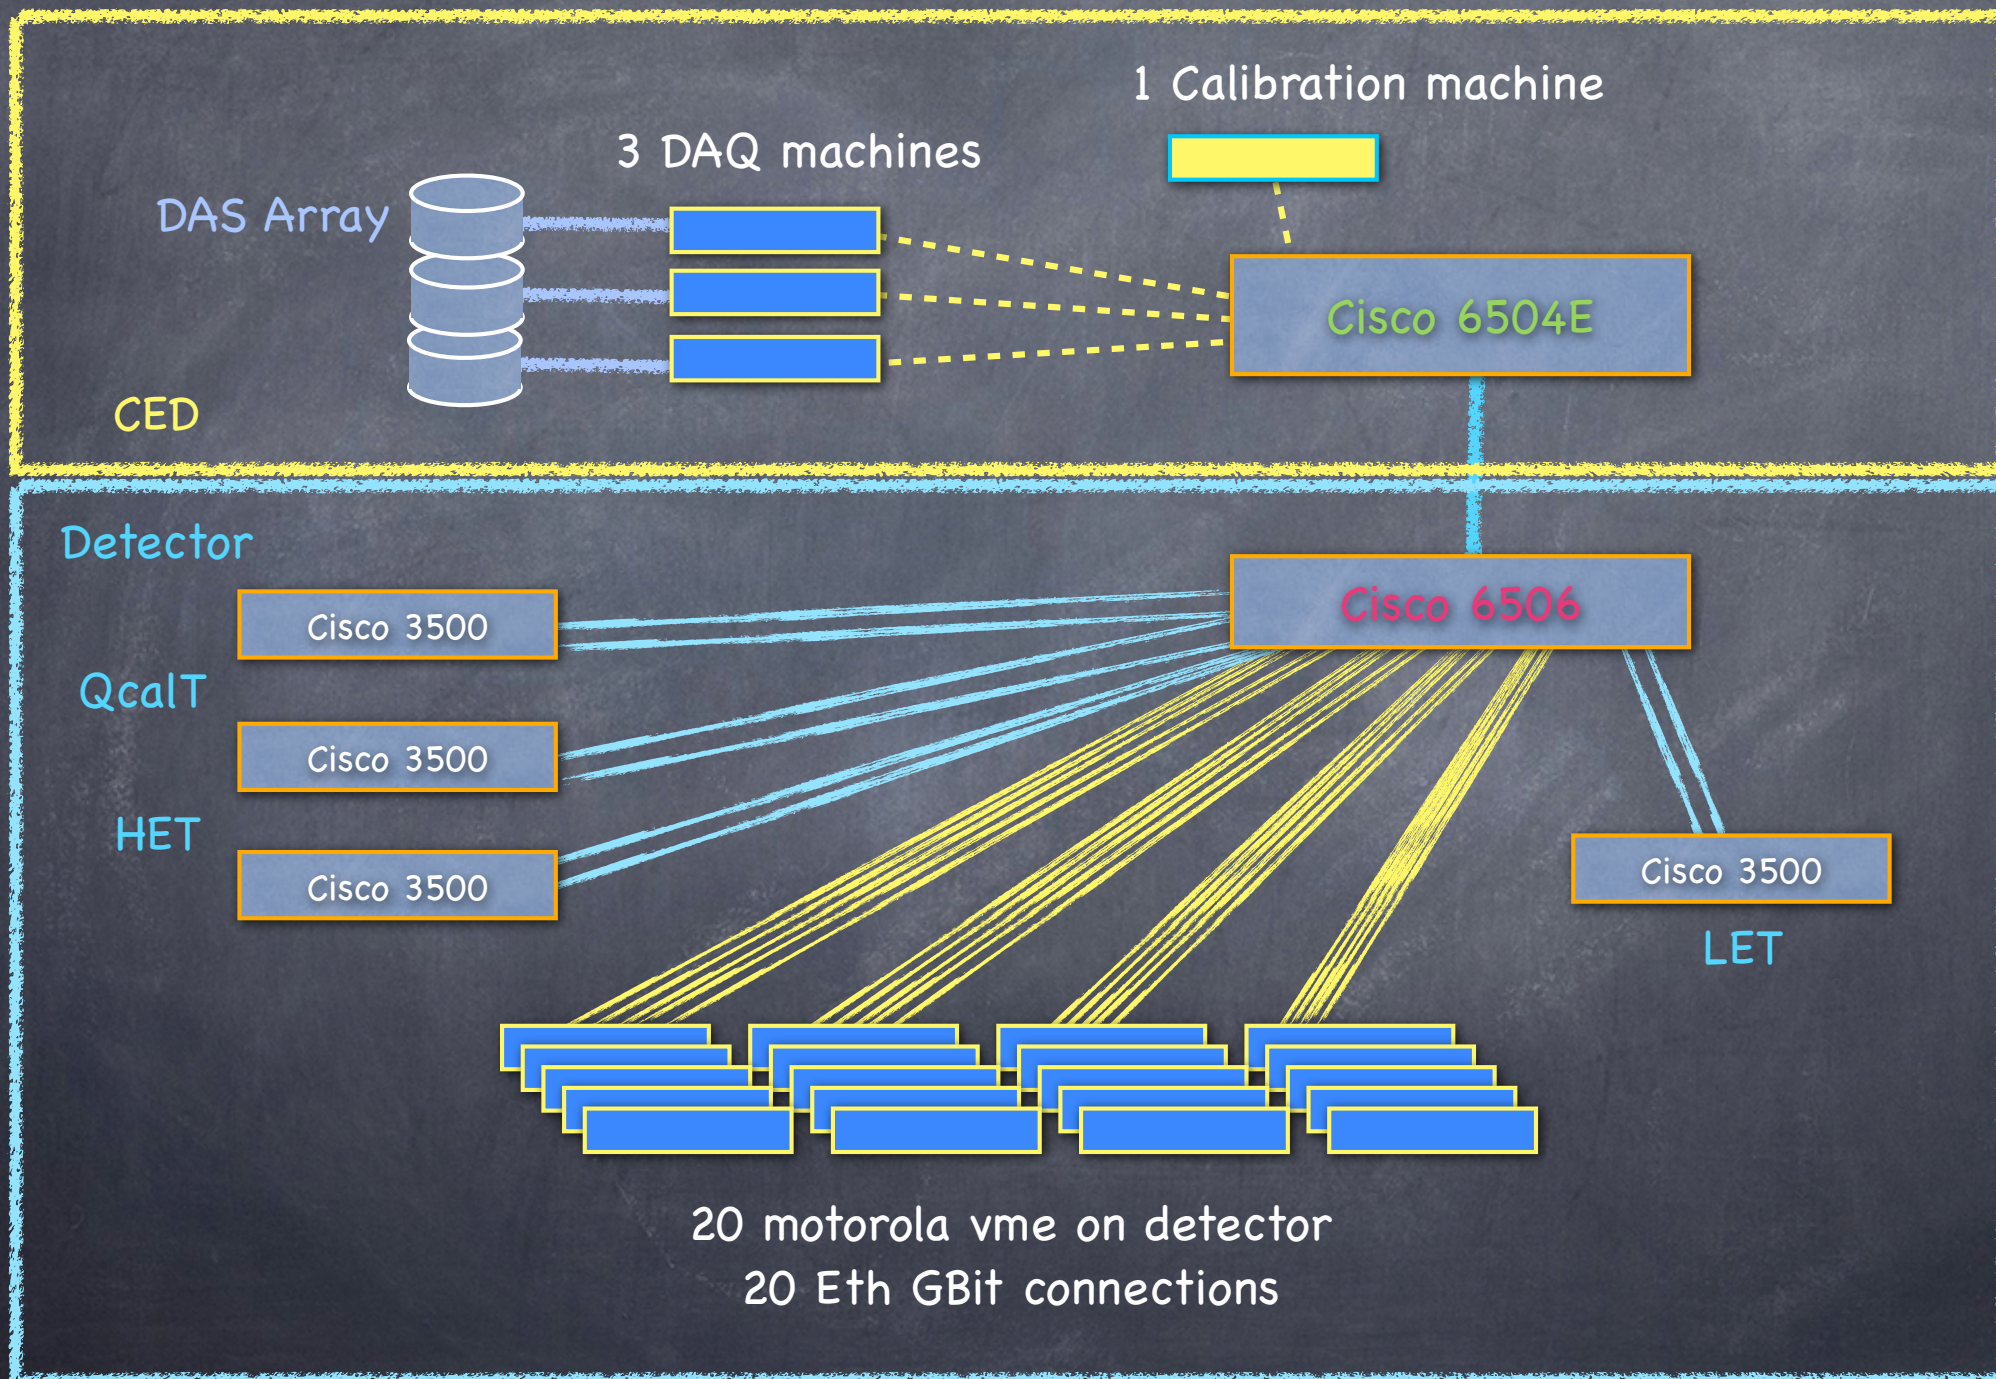 1 Calibration machine
3 DAQ machines
DAS Array
Cisco 6504E
CED
Detector
Cisco 3500
Cisco 6506
QcalT
Cisco 3500
HET
Cisco 3500
Cisco 3500
LET
20 motorola vme on detector
20 Eth GBit connections